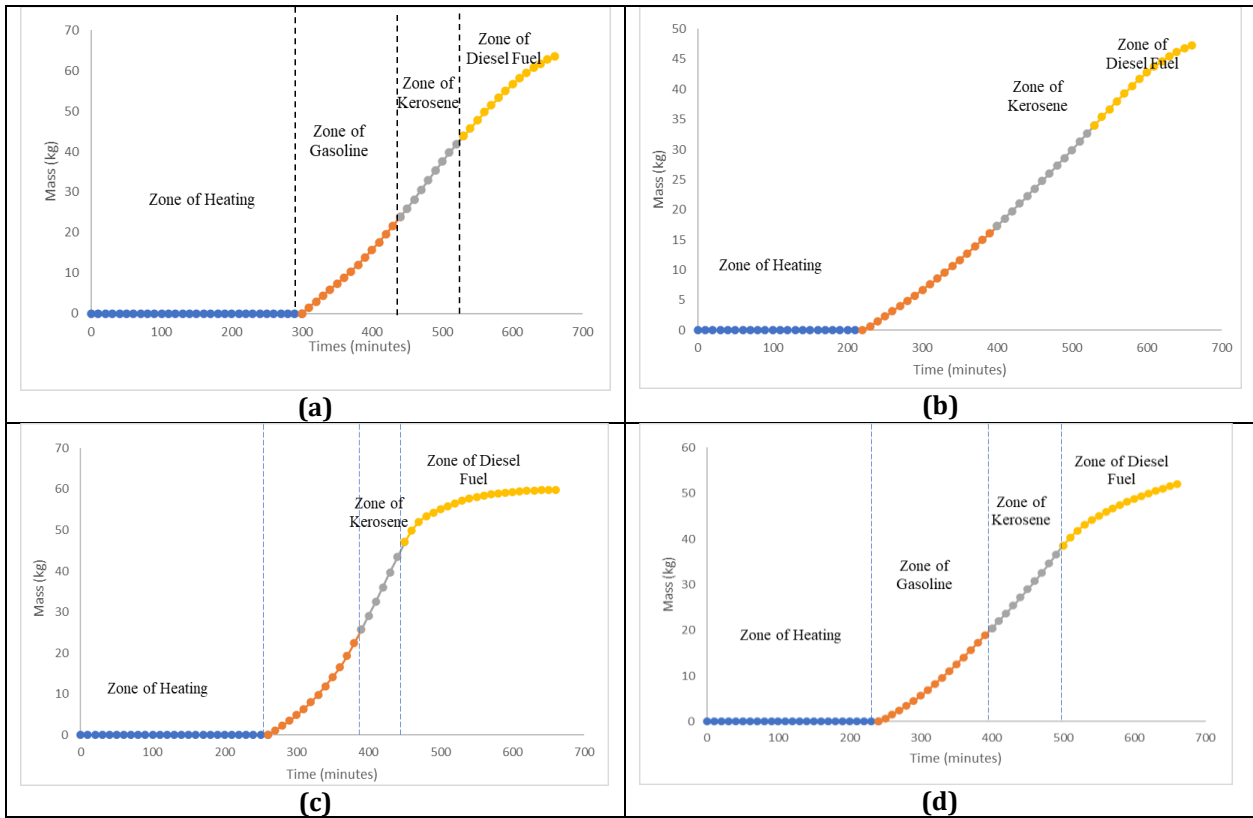 70
60
50
40
30
20
10
0
Mass (kg)
Zone of Heating
Zone of
Gasoline
Zone of
Kerosene
Zone of
Diesel Fuel
0 100 200 300 400 500 600 700
Times (minutes)
(a)
50
45
40
35
30
25
20
15
10
5
0
Mass (kg)
Zone of Heating
Zone of
Kerosene
Zone of
Diesel Fuel
0 100 200 300 400 500 600 700
Time (minutes)
(b)
70
60
50
40
30
20
10
0
Mass (kg)
Zone of Heating
Zone of
Kerosene
Zone of Diesel
Fuel
0 100 200 300 400 500 600 700
Time (minutes)
(c)
60
50
40
30
20
10
0
Mass (kg)
Zone of Heating
Zone of
Gasoline
Zone of
Kerosene
Zone of Diesel
Fuel
0 100 200 300 400 500 600 700
Time (minutes)
(d)